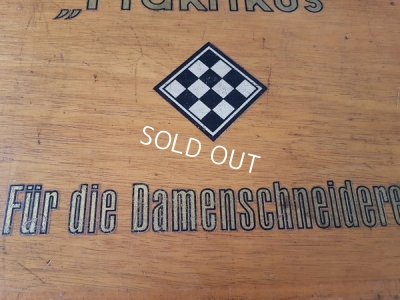 „Praktikus
SOLD OUT
Für die Damenschneidere